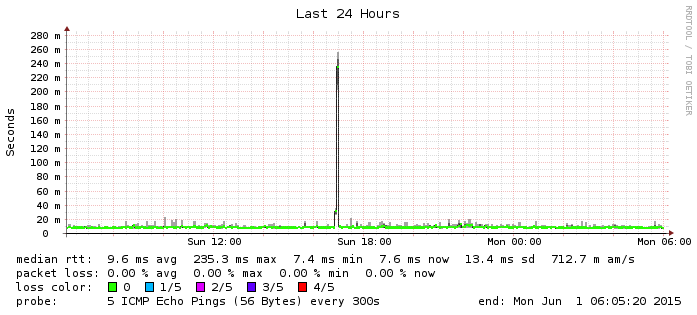 Last 24 Hours
RRDTOOL / TOBI OETIKER
Seconds
280 m
260 m
240 m
220 m
200 m
180 m
160 m
140 m
120 m
100 m
80 m
60 m
40 m
20 m
0
Sun 12:00 Sun 18:00 Mon 00:00 Mon 06:00
median rtt: 9.6 ms avg 235.3 ms max 7.4 ms min 7.6 ms now 13.4 ms sd 712.7 m am/s
packet loss: 0.00 % avg 0.00 % max 0.00 % min 0.00 % now
loss color: 0 1/5 2/5 3/5 4/5
probe: 5 ICMP Echo Pings (56 Bytes) every 300s end: Mon Jun 1 06:05:20 2015